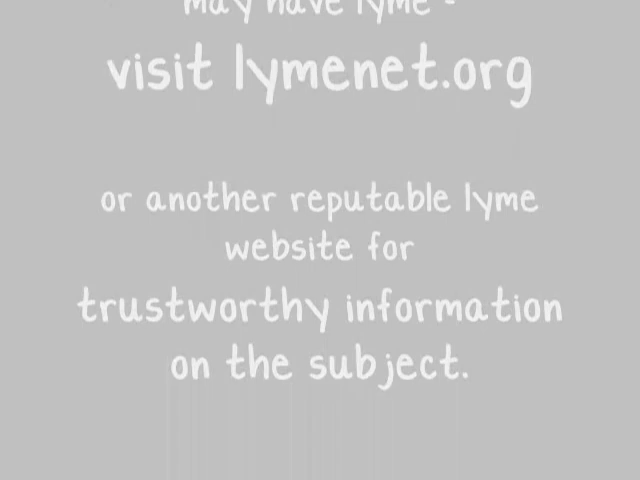 may have lyme -
visit lymenet.org
or another reputable lyme
website for
trustworthy information
on the subject.